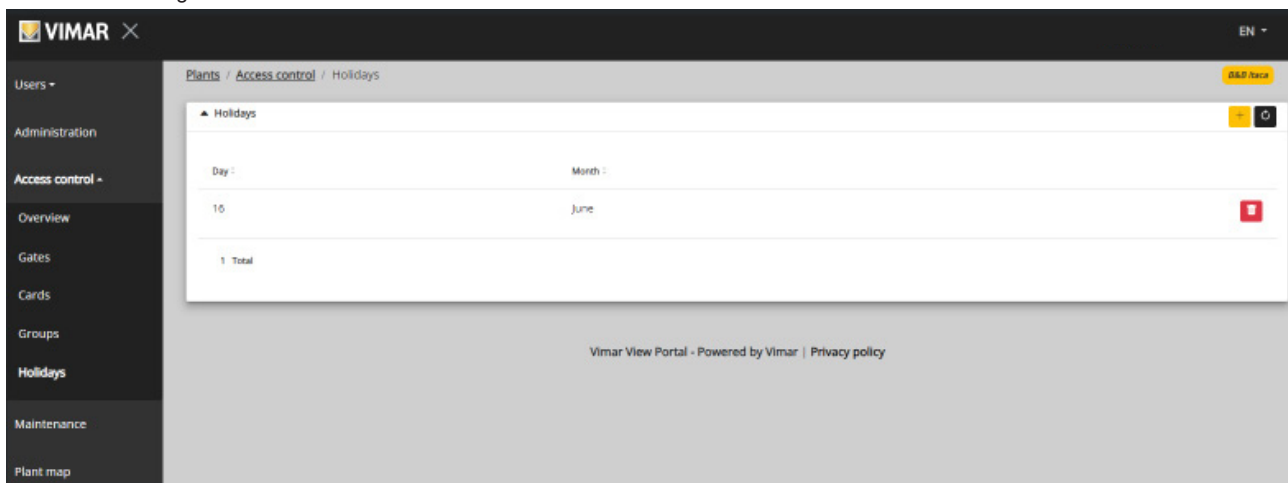 VIMAR
EN
Users
Plants / Access control / Holidays
B&B Itaca
Administration
Holidays
Access control
Day
Month
Overview
16
June
Gates
1 Total
Cards
Groups
Vimar View Portal - Powered by Vimar | Privacy policy
Holidays
Maintenance
Plant map